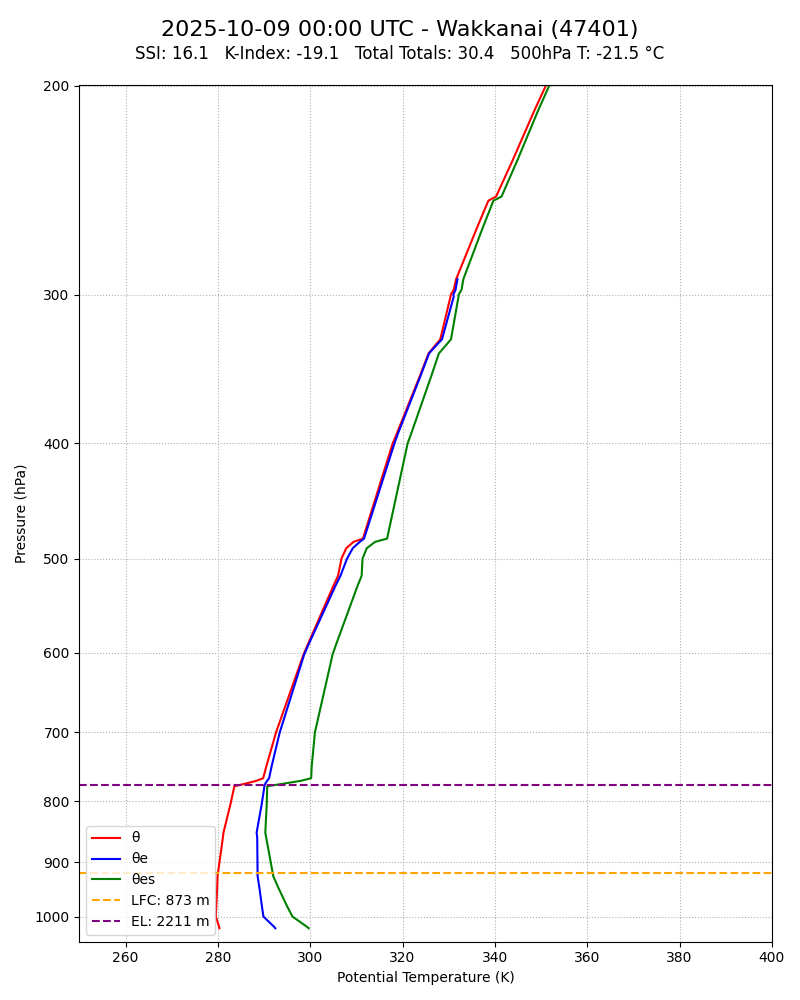 2025-10-09 00:00 UTC - Wakkanai (47401)
SSI: 16.1 K-Index: -19.1 Total Totals: 30.4 500hPa T: -21.5 °C
200
300
400
500
600
700
800
900
1000
Pressure (hPa)
θ
θe
θes
LFC: 873 m
EL: 2211 m
260 280 300 320 340 360 380 400
Potential Temperature (K)